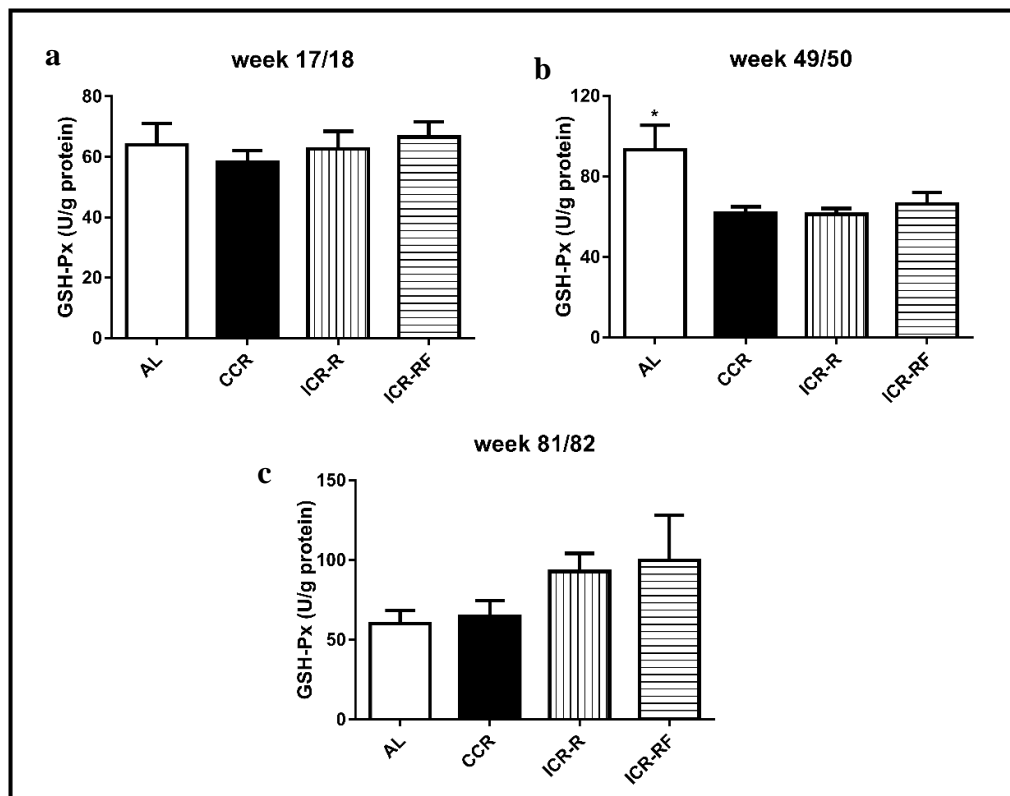 a
week 17/18
GSH-Px (U/g protein)
80
60
40
20
0
AL
CCR
ICR-R
ICR-RF
b
week 49/50
GSH-Px (U/g protein)
120
80
40
0
*
AL
CCR
ICR-R
ICR-RF
c
week 81/82
GSH-Px (U/g protein)
150
100
50
0
AL
CCR
ICR-R
ICR-RF